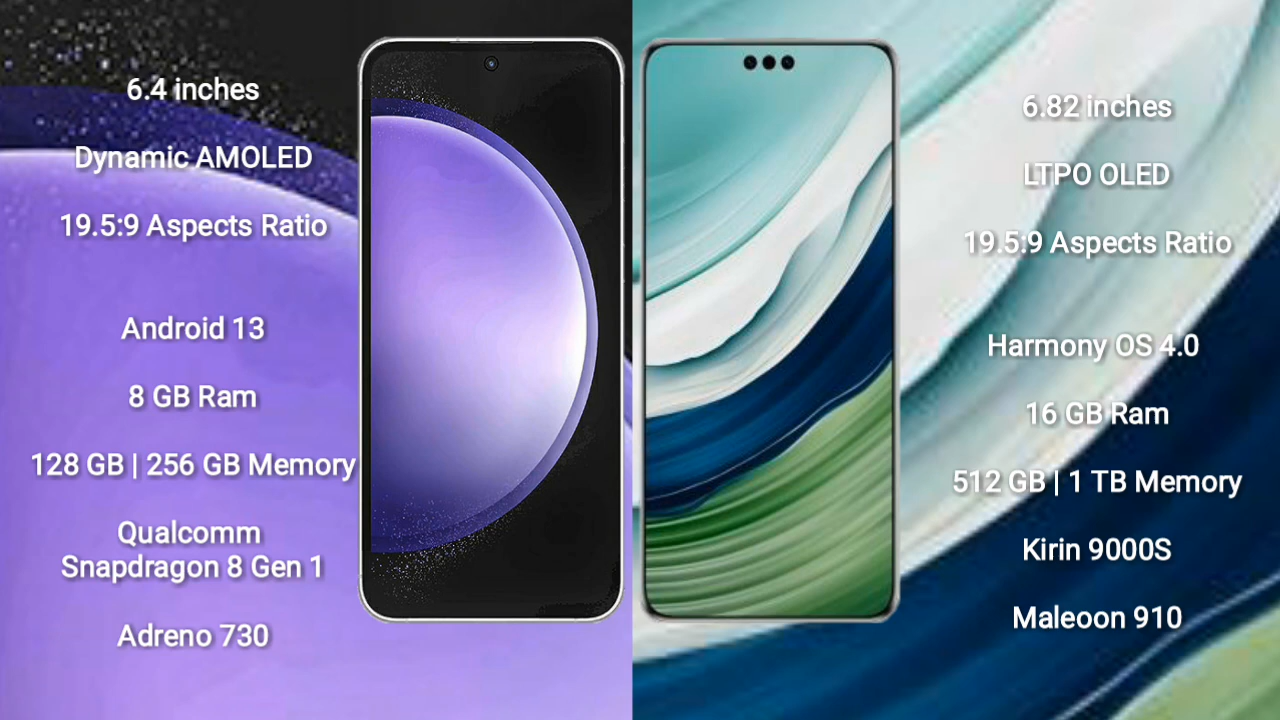 6.4 inches
Dynamic AMOLED
19.5:9 Aspects Ratio
Android 13
8 GB Ram
128 GB | 256 GB Memory
Qualcomm
Snapdragon 8 Gen 1
Adreno 730
6.82 inches
LTPO OLED
19.5:9 Aspects Ratio
Harmony OS 4.0
16 GB Ram
512 GB | 1 TB Memory
Kirin 9000S
Maleoon 910